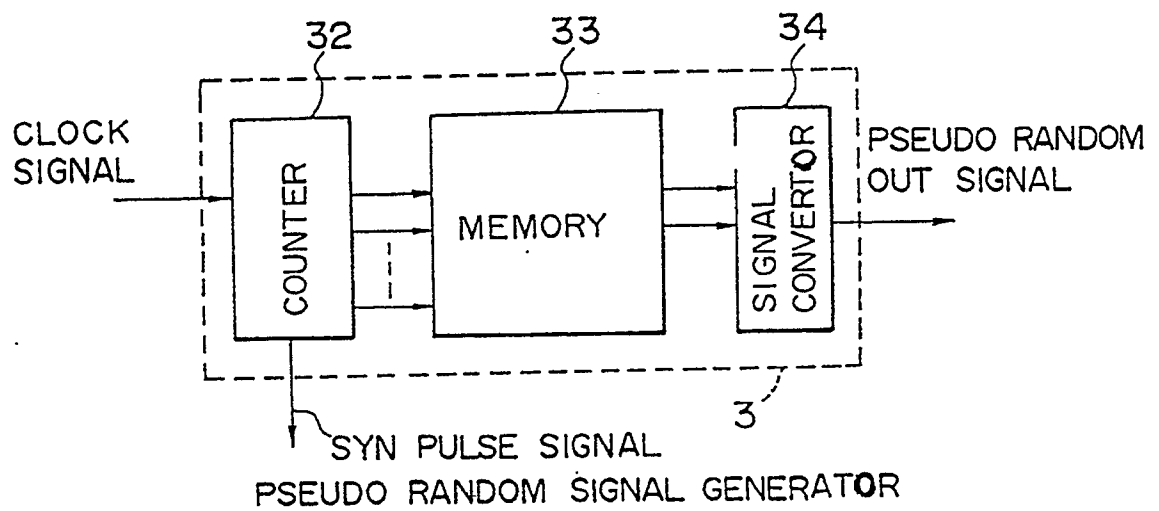 32
33
34
CLOCK
SIGNAL
COUNTER
MEMORY
SIGNAL
CONVERTOR
PSEUDO RANDOM
OUT SIGNAL
3
SYN PULSE SIGNAL
PSEUDO RANDOM SIGNAL GENERATOR